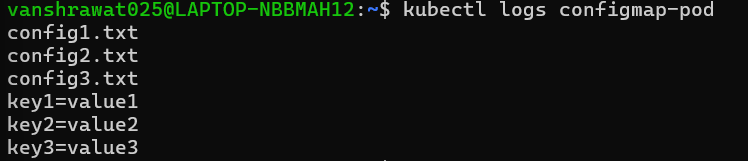 vanshrawat025@LAPTOP-NBBMAH12:~$ kubectl logs configmap-pod
config1.txt
config2.txt
config3.txt
key1=value1
key2=value2
key3=value3